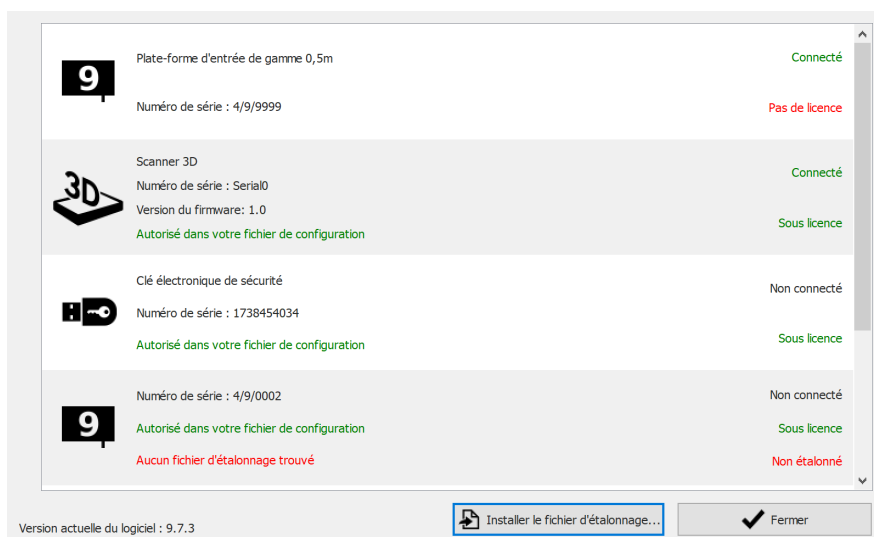 9
Plate-forme d'entrée de gamme 0,5m
Connecté
Numéro de série : 4/9/9999
Pas de licence
3D
Scanner 3D
Numéro de série : Serial0
Version du firmware: 1.0
Autorisé dans votre fichier de configuration
Connecté
Sous licence
Clé électronique de sécurité
Non connecté
Numéro de série : 1738454034
Autorisé dans votre fichier de configuration
Sous licence
9
Numéro de série : 4/9/0002
Non connecté
Autorisé dans votre fichier de configuration
Sous licence
Aucun fichier d'étalonnage trouvé
Non étalonné
Version actuelle du logiciel : 9.7.3
Installer le fichier d'étalonnage...
Fermer